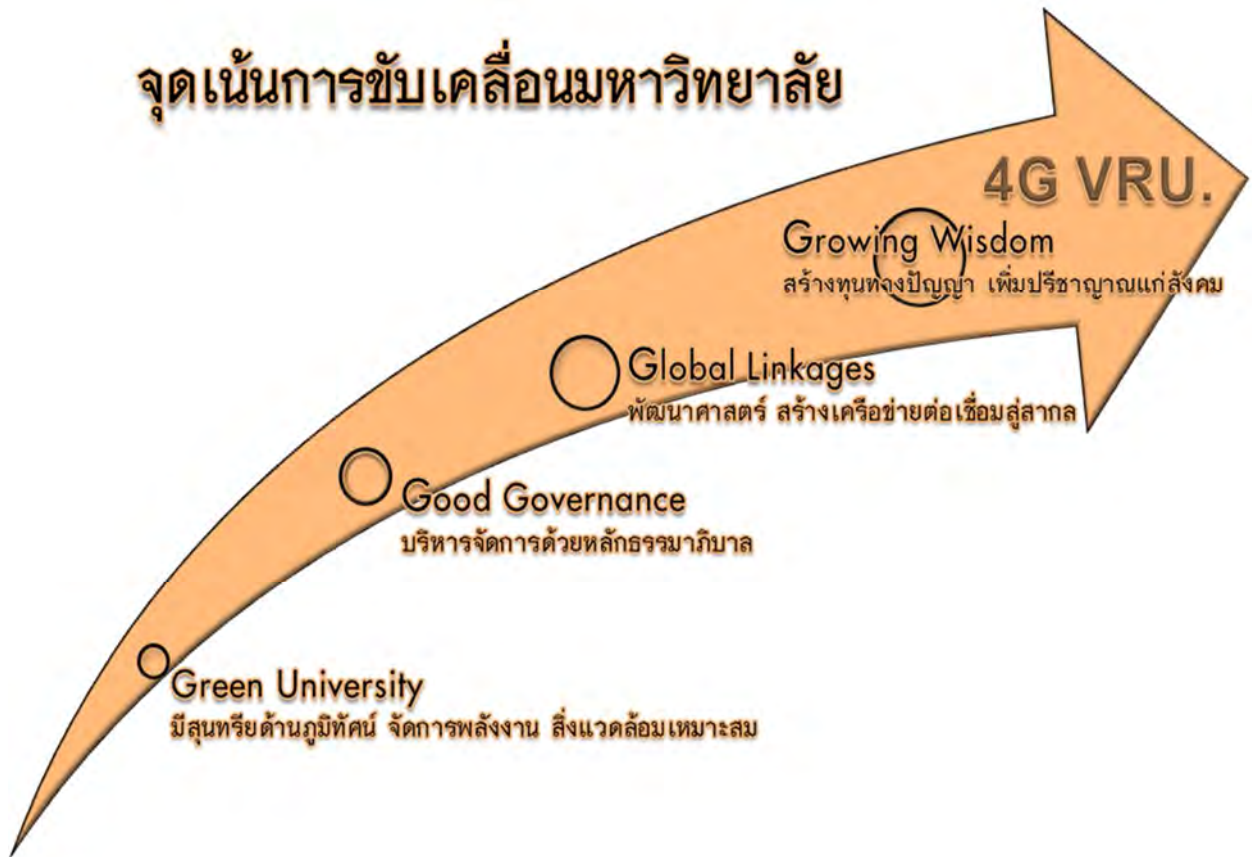 จุดเน้นการขับเคลื่อนมหาวิทยาลัย
4G VRU.
Growing Wisdom
สร้างทุนทางปัญญา เพิ่มปรีชาญาณแก่สังคม
Global Linkages
พัฒนาศาสตร์ สร้างเครือข่ายต่อเชื่อมสู่สากล
Good Governance
บริหารจัดการด้วยหลักธรรมาภิบาล
Green University
มีสุนทรียด้านภูมิทัศน์ จัดการพลังงาน สิ่งแวดล้อมเหมาะสม